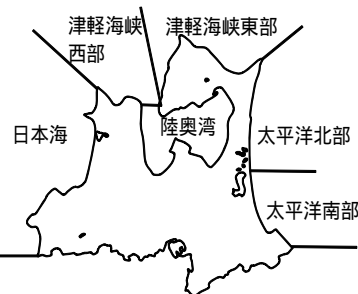 津軽海峡
西部
津軽海峡東部
日本海
陸奥湾
太平洋北部
太平洋南部